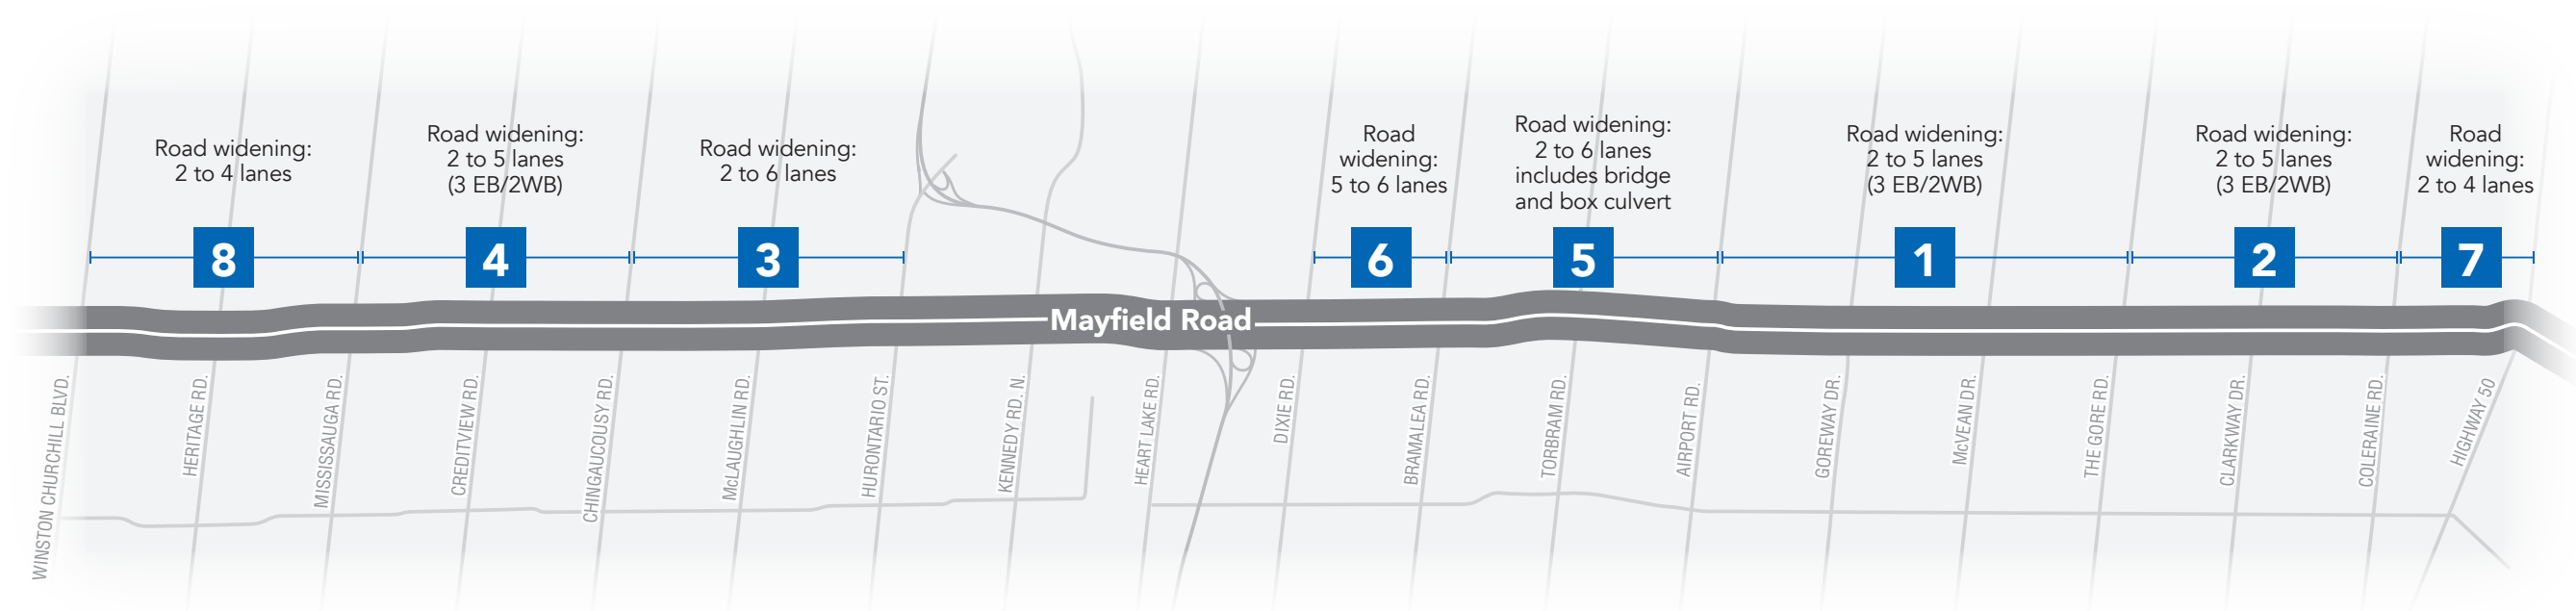 Road widening:
2 to 4 lanes
Road widening:
2 to 5 lanes
(3 EB/2WB)
Road widening:
2 to 6 lanes
Road
widening:
5 to 6 lanes
Road widening:
2 to 6 lanes
includes bridge
and box culvert
Road widening:
2 to 5 lanes
(3 EB/2WB)
Road widening:
2 to 5 lanes
(3 EB/2WB)
Road
widening:
2 to 4 lanes
8
4
3
6
5
1
2
7
Mayfield Road
WINSTON CHURCHILL BLVD.
HERITAGE RD.
MISSISSAUGA RD.
CREDITVIEW RD.
CHINGAUCOUSY RD.
McLAUGHLIN RD.
HURONTARIO ST.
KENNEDY RD. N.
HEART LAKE RD.
DIXIE RD.
BRAMALEA RD.
TORBRAM RD.
AIRPORT RD.
GOREWAY DR.
McVEAN DR.
THE GORE RD.
CLARKWAY DR.
COLERAINE RD.
HIGHWAY 50